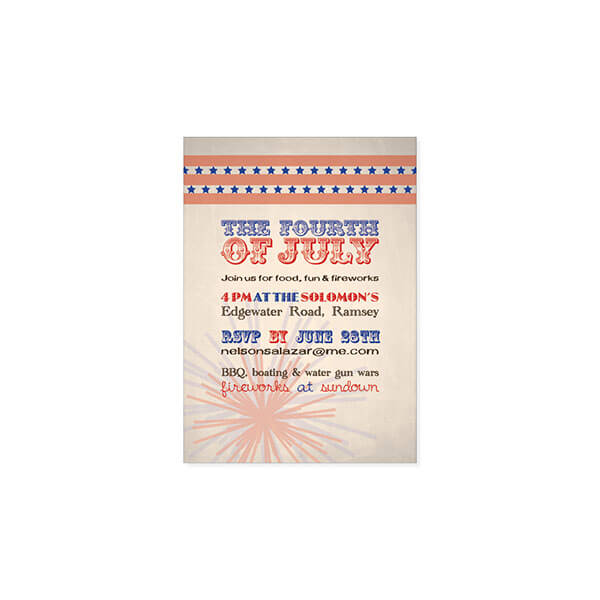 THE FOURTH
OF JULY
Join us for food, fun & fireworks
4 PM AT THE SOLOMON'S
Edgewater Road, Ramsey
RSVP BY JUNE 28TH
nelsonsalazar@me.com
BBQ, boating & water gun wars
fireworks at sundown